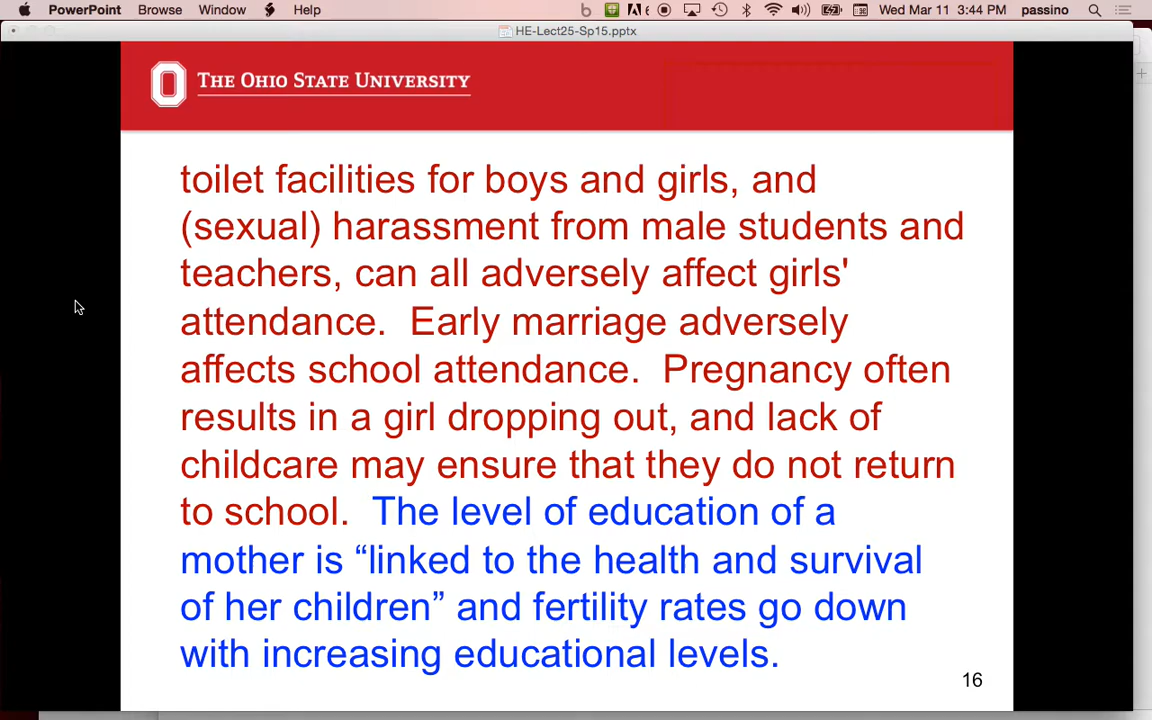 PowerPoint Browse Window Help Wed Mar 11 3:44 PM passino
HE-Lect25-Sp15.pptx
THE OHIO STATE UNIVERSITY
toilet facilities for boys and girls, and
(sexual) harassment from male students and
teachers, can all adversely affect girls'
attendance.  Early marriage adversely
affects school attendance.  Pregnancy often
results in a girl dropping out, and lack of
childcare may ensure that they do not return
to school.  The level of education of a
mother is “linked to the health and survival
of her children” and fertility rates go down
with increasing educational levels.
16